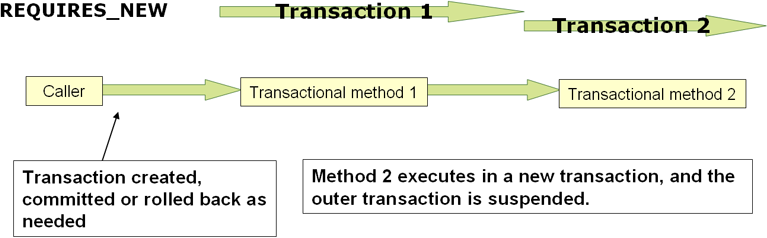 REQUIRES_NEW
Transaction 1
Transaction 2
Caller
Transactional method 1
Transactional method 2
Transaction created,
committed or rolled back as
needed
Method 2 executes in a new transaction, and the
outer transaction is suspended.